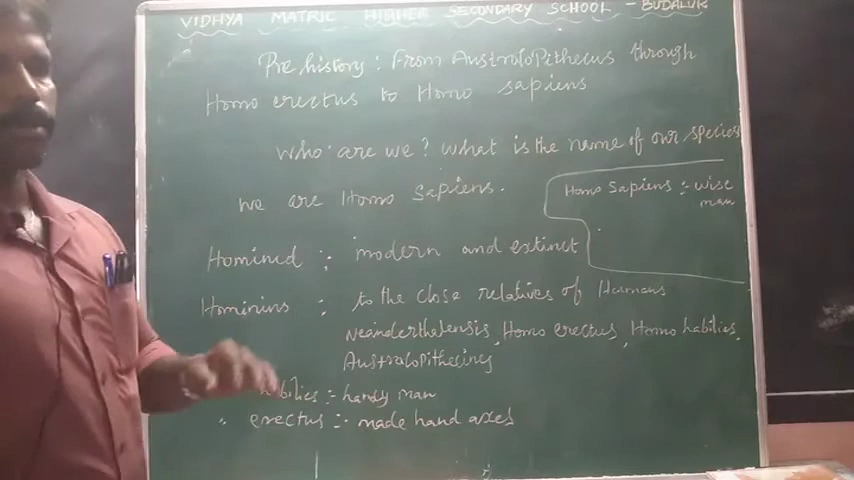 VIDHYA MATRIC HIGHER SECONDARY SCHOOL - BUDALUR
Pre history : From Australopithecus through
Homo erectus to Homo sapiens
Who are we? What is the name of our species
we are Homo Sapiens.
Homo Sapiens :- wise
man
Hominid : modern and extinct
Hominins : to the close relatives of Humans
Neanderthalensis, Homo erectus, Homo habilies,
Australopithecines
habilies :- handy man
" erectus :- made hand axes